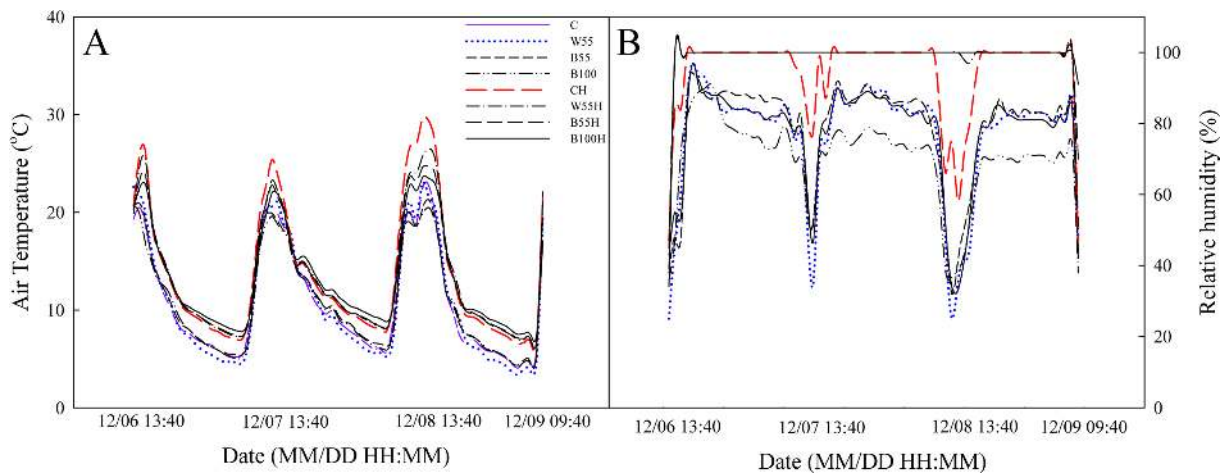 40
30
20
10
0
Air Temperature (°C)
A
C
W55
B55
B100
CH
W55H
B55H
B100H
12/06 13:40
12/07 13:40
12/08 13:40
12/09 09:40
Date (MM/DD HH:MM)
B
100
80
60
40
20
0
Relative humidity (%)
12/06 13:40
12/07 13:40
12/08 13:40
12/09 09:40
Date (MM/DD HH:MM)